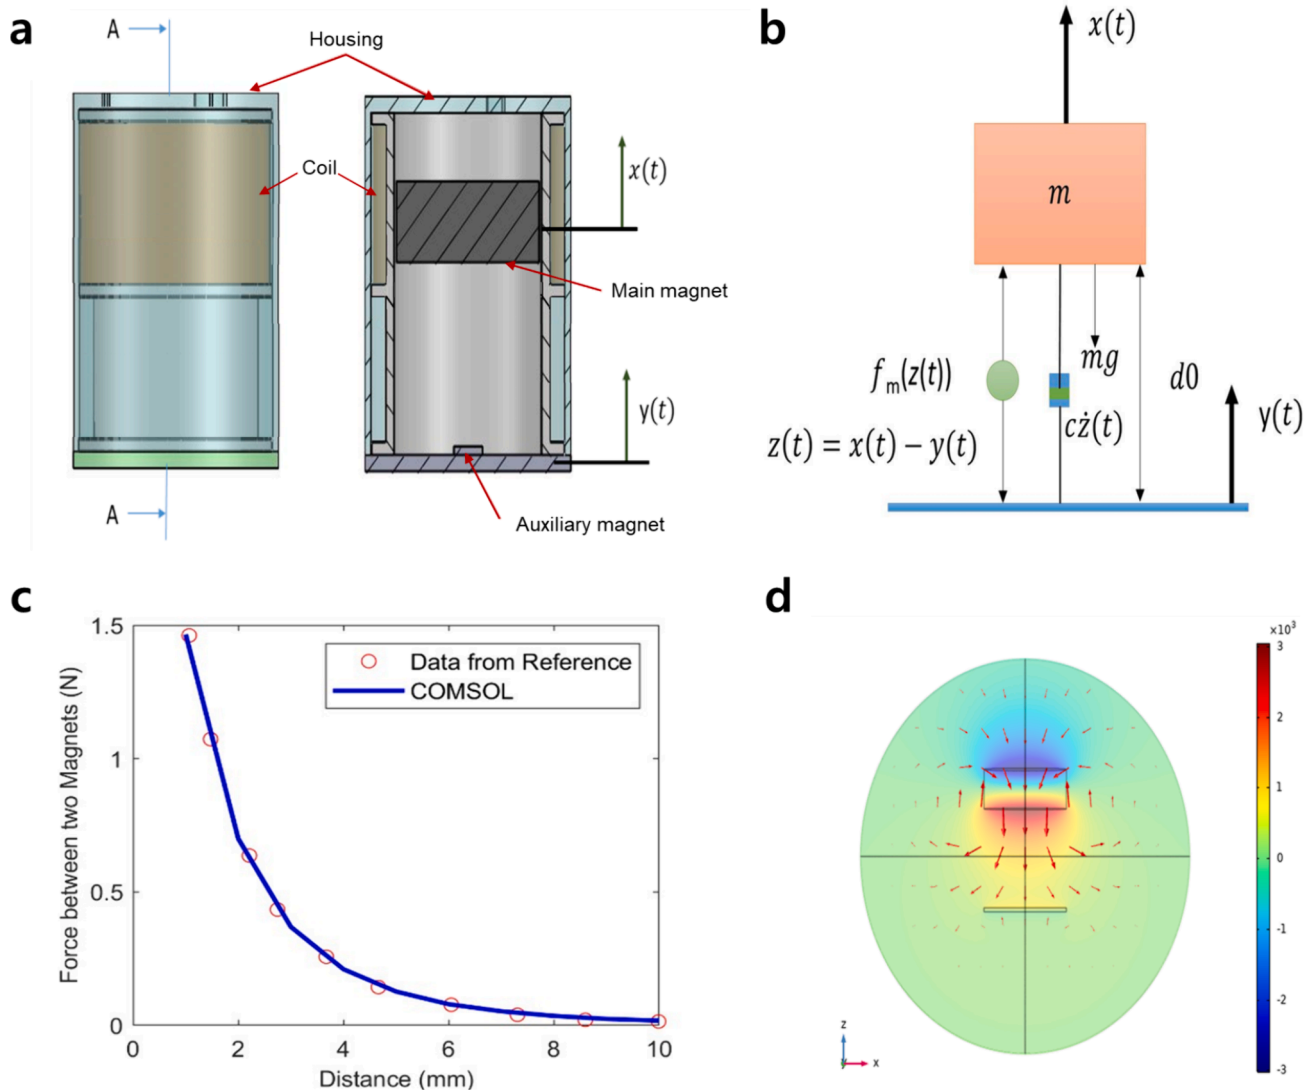 a
A
Housing
Coil
x(t)
Main magnet
y(t)
A
Auxiliary magnet
b
x(t)
m
mg
fm(z(t))
d0
cż(t)
y(t)
z(t) = x(t) − y(t)
c
Force between two Magnets (N)
1.5
1
0.5
0
Data from Reference
COMSOL
0 2 4 6 8 10
Distance (mm)
d
×10³
3
2
1
0
-1
-2
-3
z
y
x